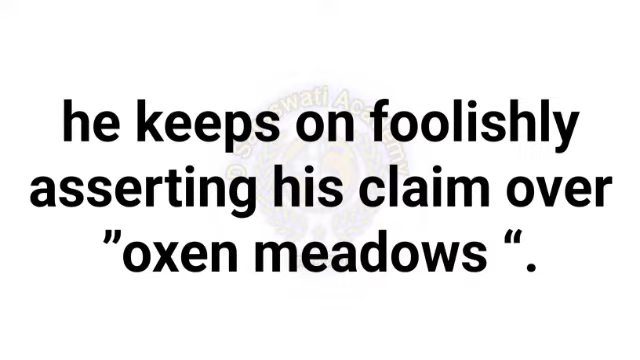 he keeps on foolishly
asserting his claim over
”oxen meadows “.